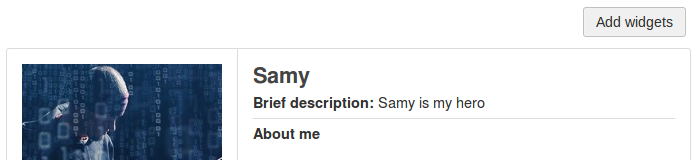 Add widgets
Samy
Brief description: Samy is my hero
About me